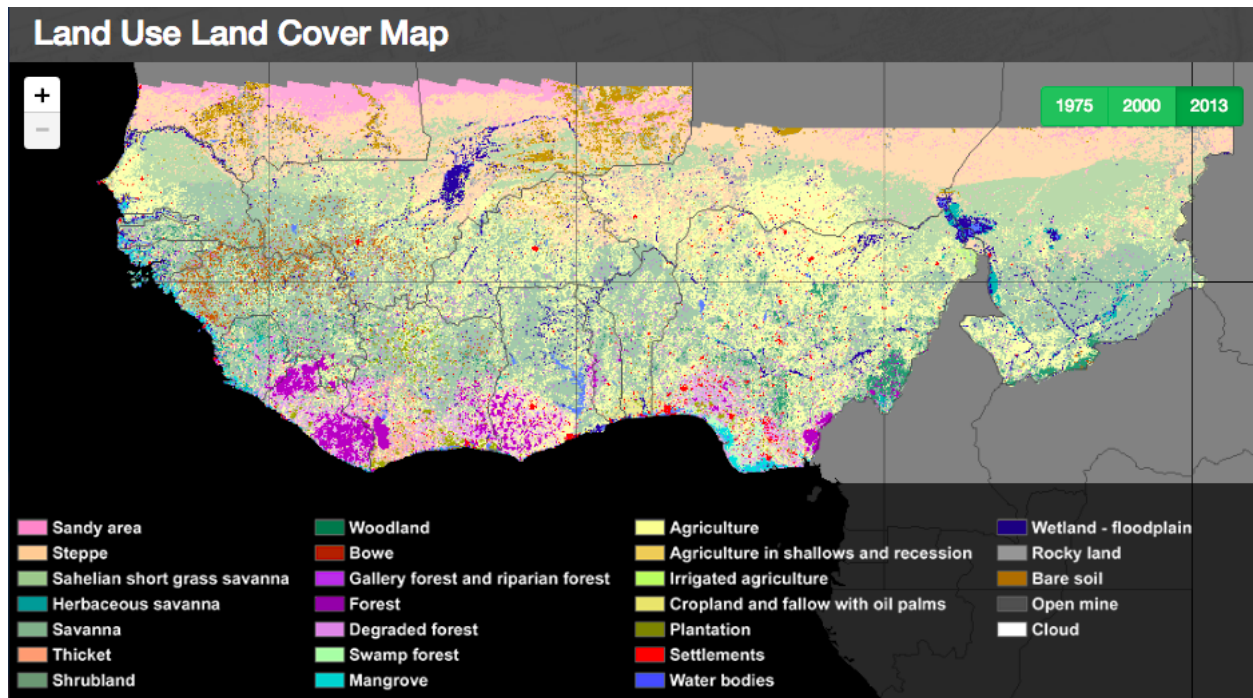 Land Use Land Cover Map
+
−
1975 2000 2013
Sandy area
Steppe
Sahelian short grass savanna
Herbaceous savanna
Savanna
Thicket
Shrubland
Woodland
Bowe
Gallery forest and riparian forest
Forest
Degraded forest
Swamp forest
Mangrove
Agriculture
Agriculture in shallows and recession
Irrigated agriculture
Cropland and fallow with oil palms
Plantation
Settlements
Water bodies
Wetland - floodplain
Rocky land
Bare soil
Open mine
Cloud